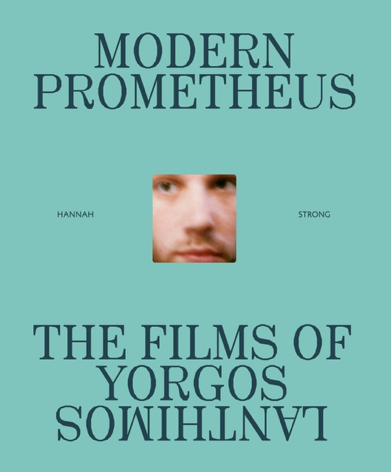 MODERN
PROMETHEUS
HANNAH
STRONG
THE FILMS OF
YORGOS
LANTHIMOS